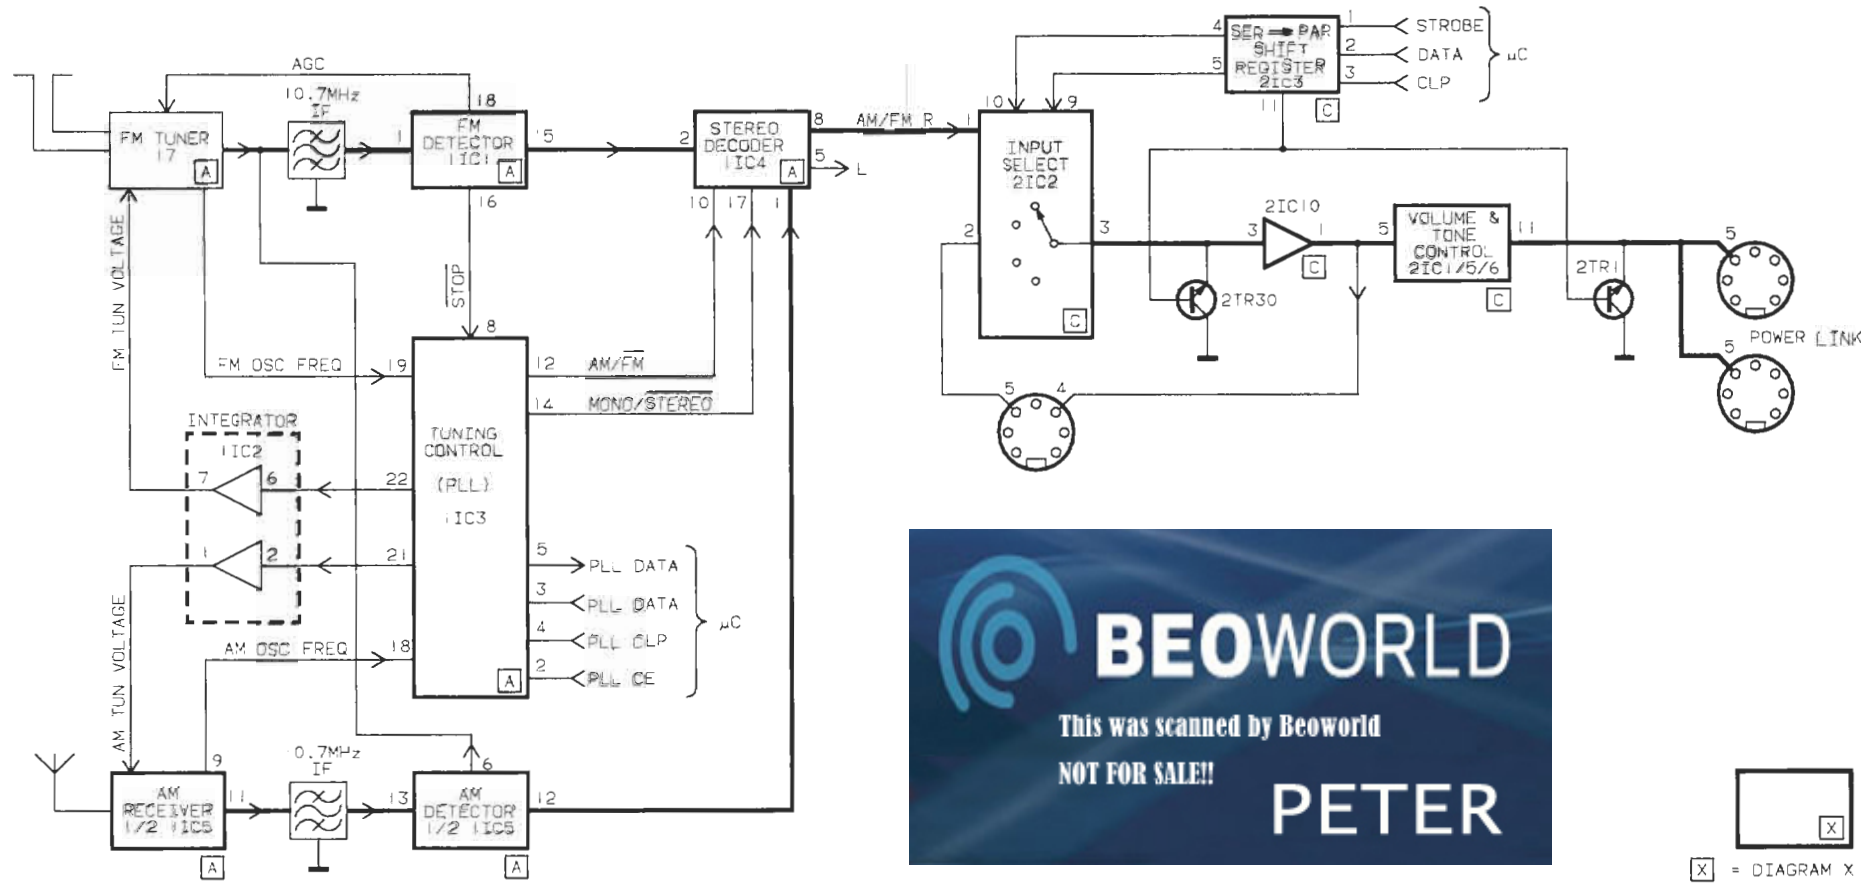 AGC
10.7MHz
IF
FM TUNER
17
A
1
18
FM
DETECTOR
1IC1
A
15
16
2
STEREO
DECODER
1IC4
A
8
5
L
10
17
1
AM/FM R
1
10
9
INPUT
SELECT
2IC2
C
2
3
4
5
SER PAR
SHIFT
REGISTER
2IC3
11
C
1
STROBE
2
DATA
3
CLP
µC
2TR30
3
2IC10
1
C
5
VOLUME &
TONE
CONTROL
2IC1/5/6
C
11
2TR1
5
POWER LINK
5
5
4
FM TUN VOLTAGE
STOP
8
FM OSC FREQ
19
12
AM/FM
14
MONO/STEREO
TUNING
CONTROL
(PLL)
1IC3
A
INTEGRATOR
1IC2
7
6
22
1
2
21
5
PLL DATA
3
PLL DATA
4
PLL CLP
2
PLL CE
µC
AM OSC FREQ
18
AM TUN VOLTAGE
9
AM
RECEIVER
1/2 1IC5
A
11
0.7MHz
IF
13
6
AM
DETECTOR
1/2 1IC5
A
12
BEOWORLD
This was scanned by Beoworld
NOT FOR SALE!!
PETER
X
X = DIAGRAM X